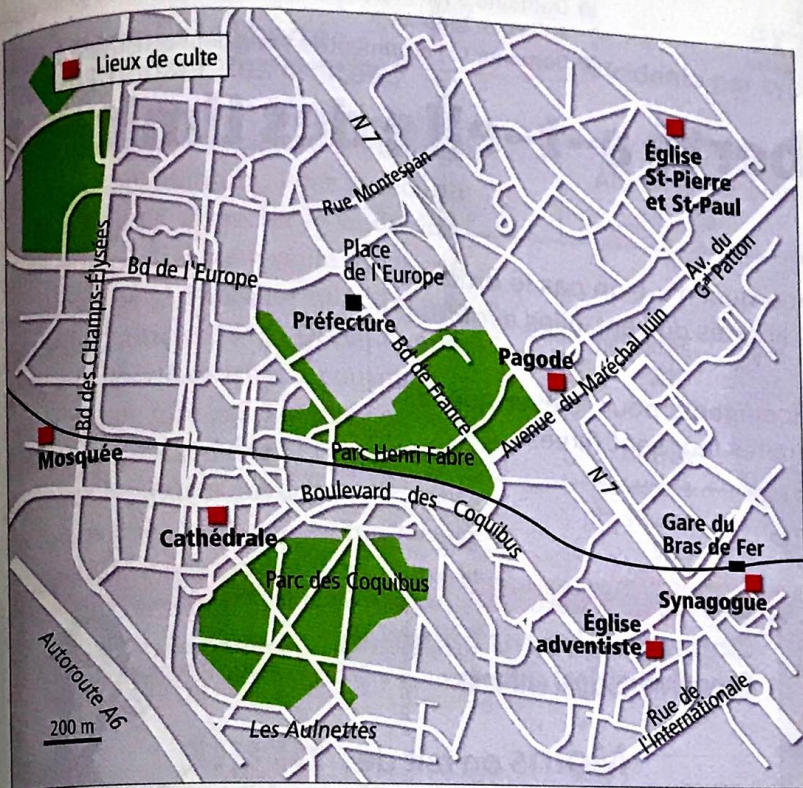 Lieux de culte
N 7
Rue Montespan
Église
St-Pierre
et St-Paul
Av. du
Gal Patton
Place
de l'Europe
Bd de l'Europe
Préfecture
Bd des CHamps-Élysées
Bd de France
Pagode
Avenue du Maréchal Juin
Mosquée
Parc Henri Fabre
N 7
Boulevard des Coquibus
Cathédrale
Gare du
Bras de Fer
Parc des Coquibus
Synagogue
Église
adventiste
Autoroute A6
Rue de
l'Internationale
200 m
Les Aulnettes